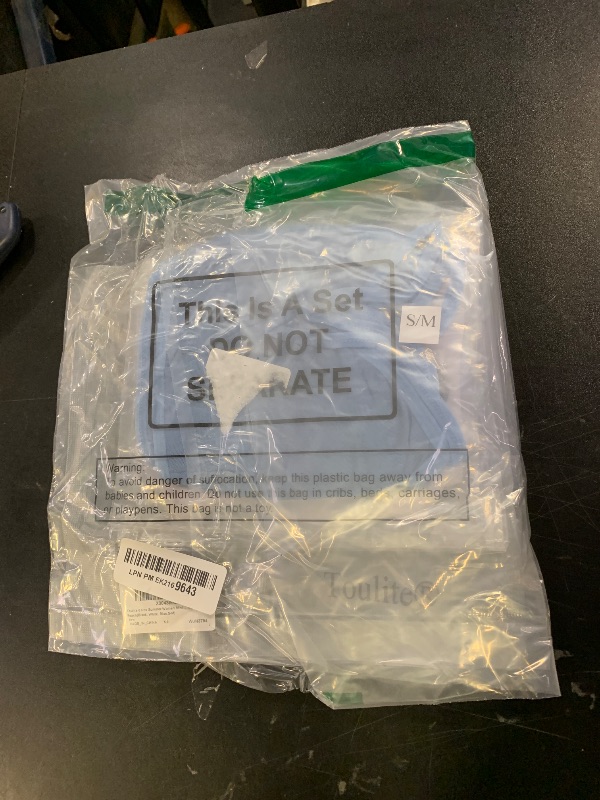 This Is A Set
DO NOT
SEPARATE
S/M
Warning:
To avoid danger of suffocation, keep this plastic bag away from
babies and children. Do not use this bag in cribs, beds, carriages,
or playpens. This bag is not a toy.
LPN PM EK216 9643